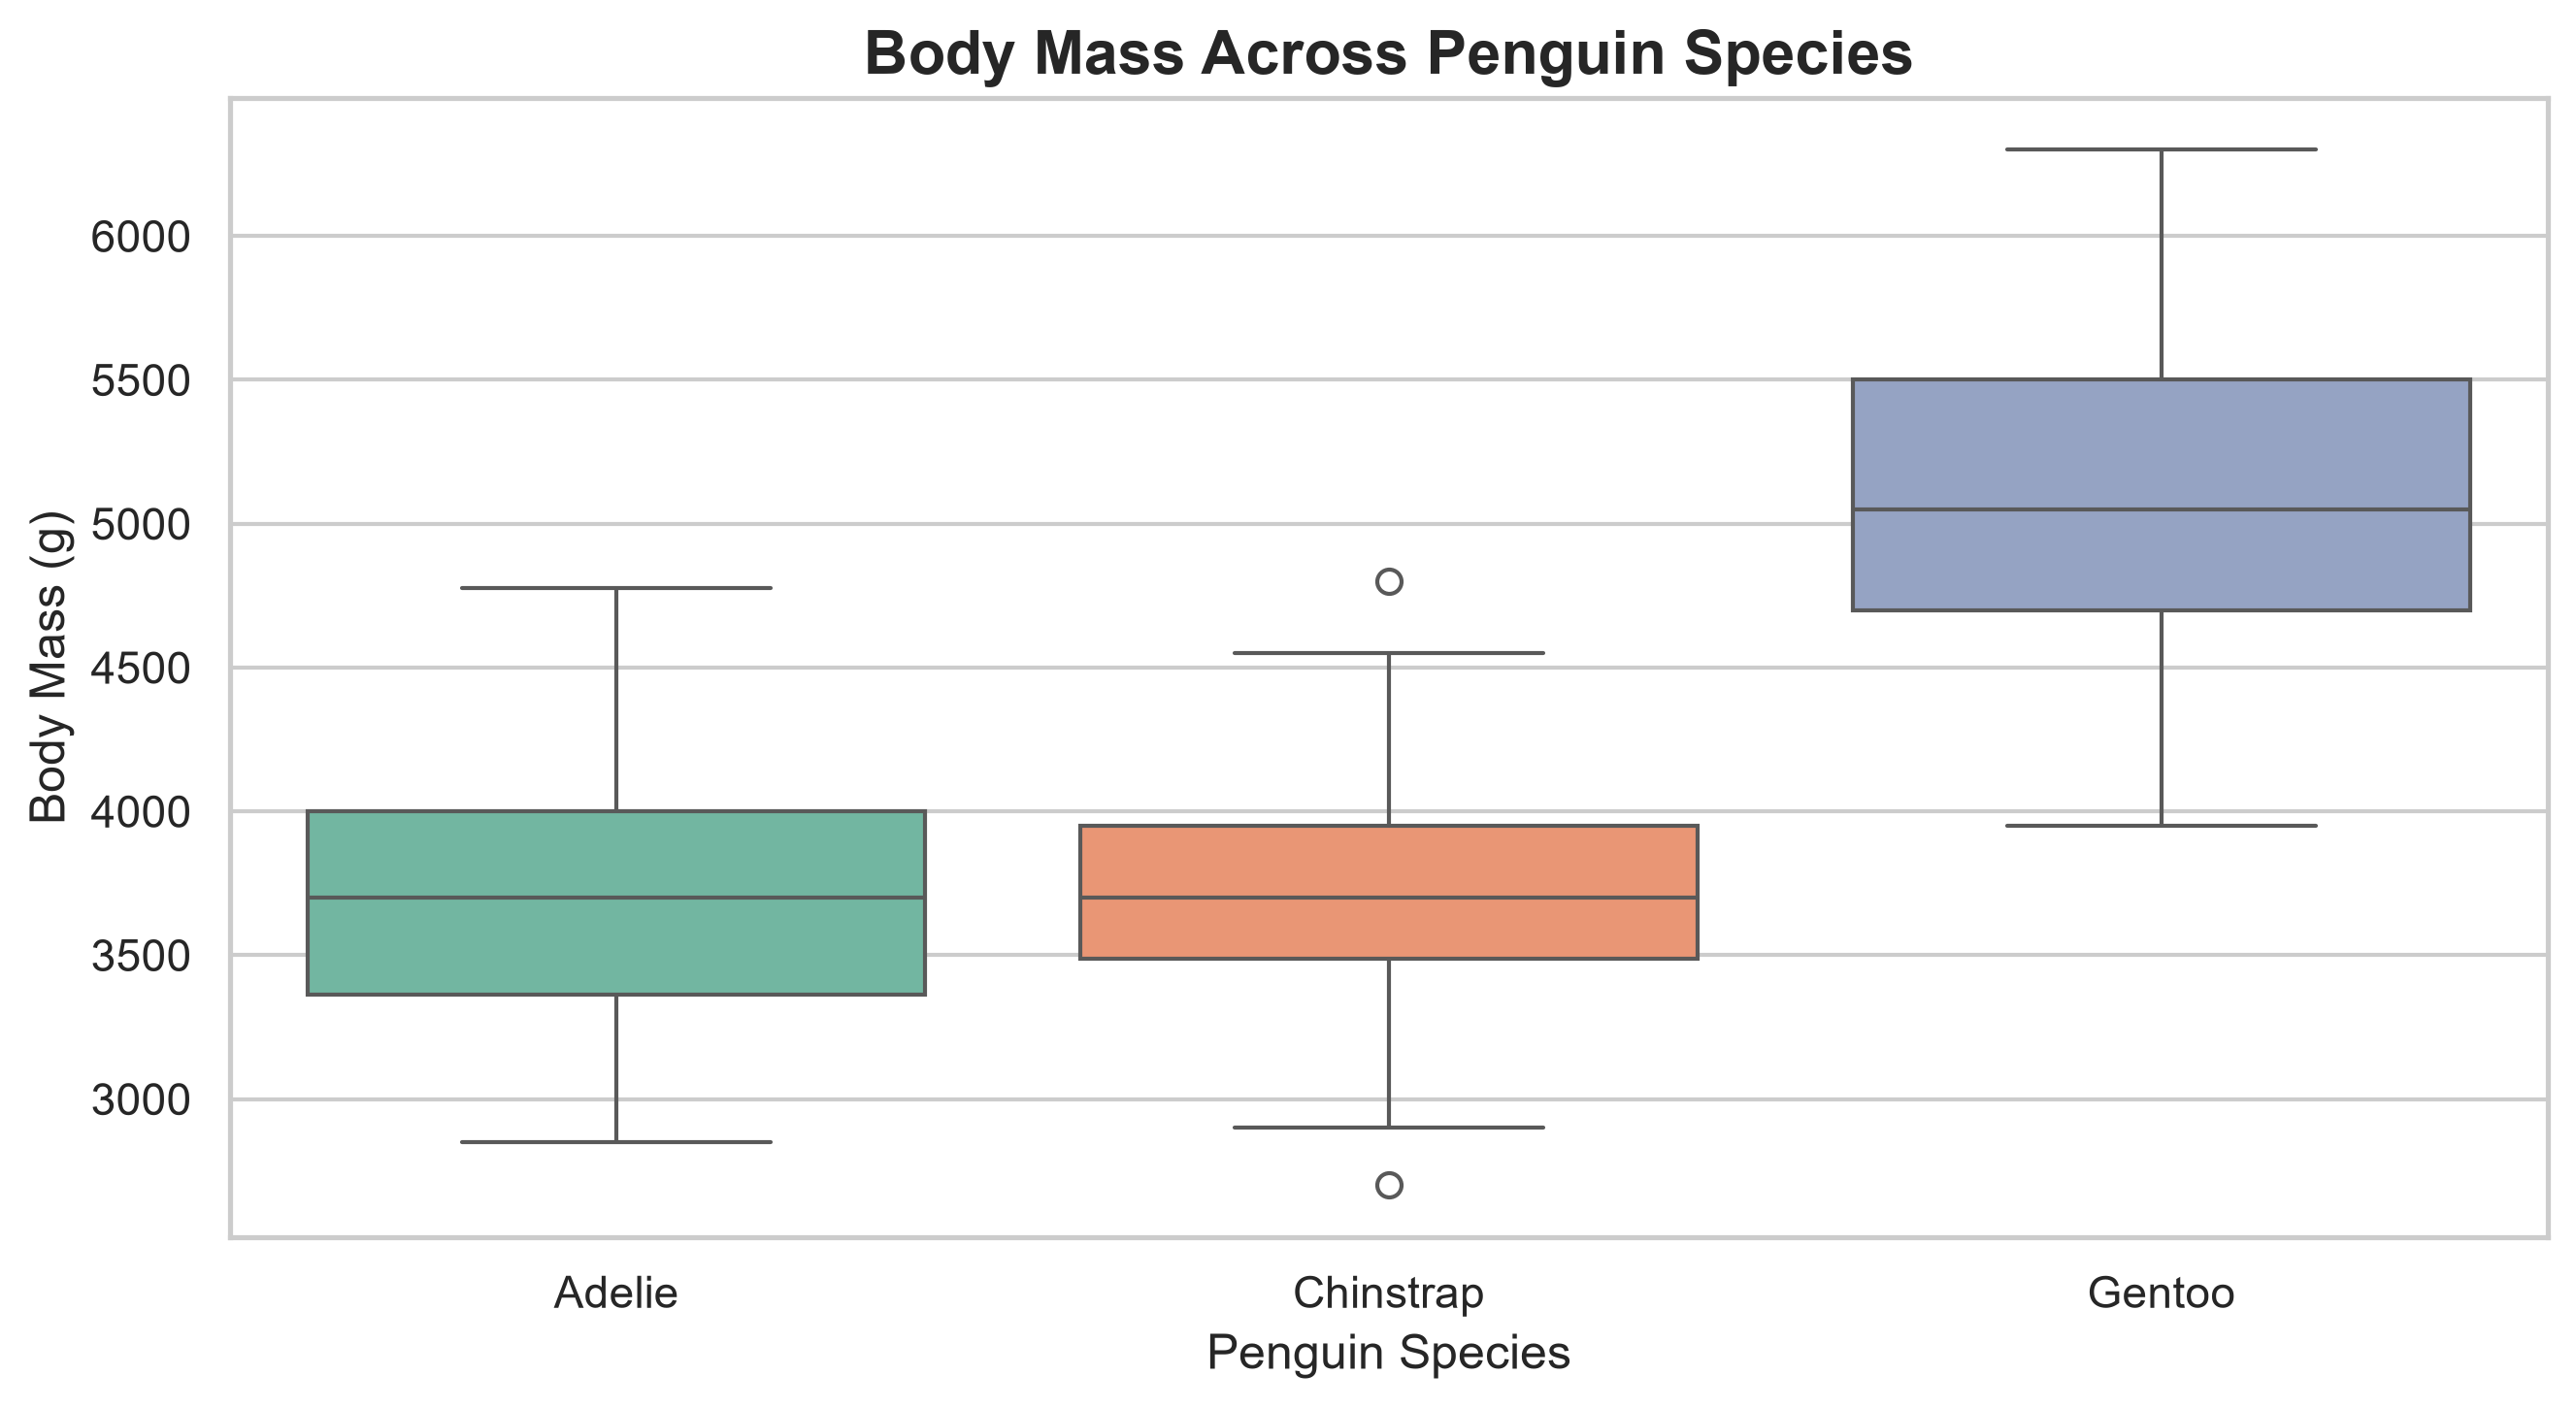 Body Mass Across Penguin Species
Body Mass (g)
6000
5500
5000
4500
4000
3500
3000
Adelie
Chinstrap
Gentoo
Penguin Species